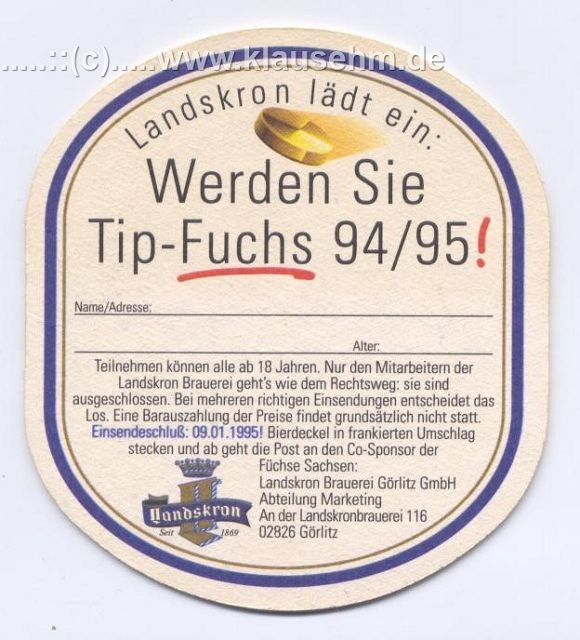 .....::(c).....www.klausehm.de
Landskron lädt ein:
Werden Sie
Tip-Fuchs 94/95!
Name/Adresse:
Alter:
Teilnehmen können alle ab 18 Jahren. Nur den Mitarbeitern der
Landskron Brauerei geht's wie dem Rechtsweg: sie sind
ausgeschlossen. Bei mehreren richtigen Einsendungen entscheidet das
Los. Eine Barauszahlung der Preise findet grundsätzlich nicht statt.
Einsendeschluß: 09.01.1995! Bierdeckel in frankierten Umschlag
stecken und ab geht die Post an den Co-Sponsor der
Füchse Sachsen:
Landskron Brauerei Görlitz GmbH
Abteilung Marketing
An der Landskronbrauerei 116
02826 Görlitz
Landskron
Seit 1869